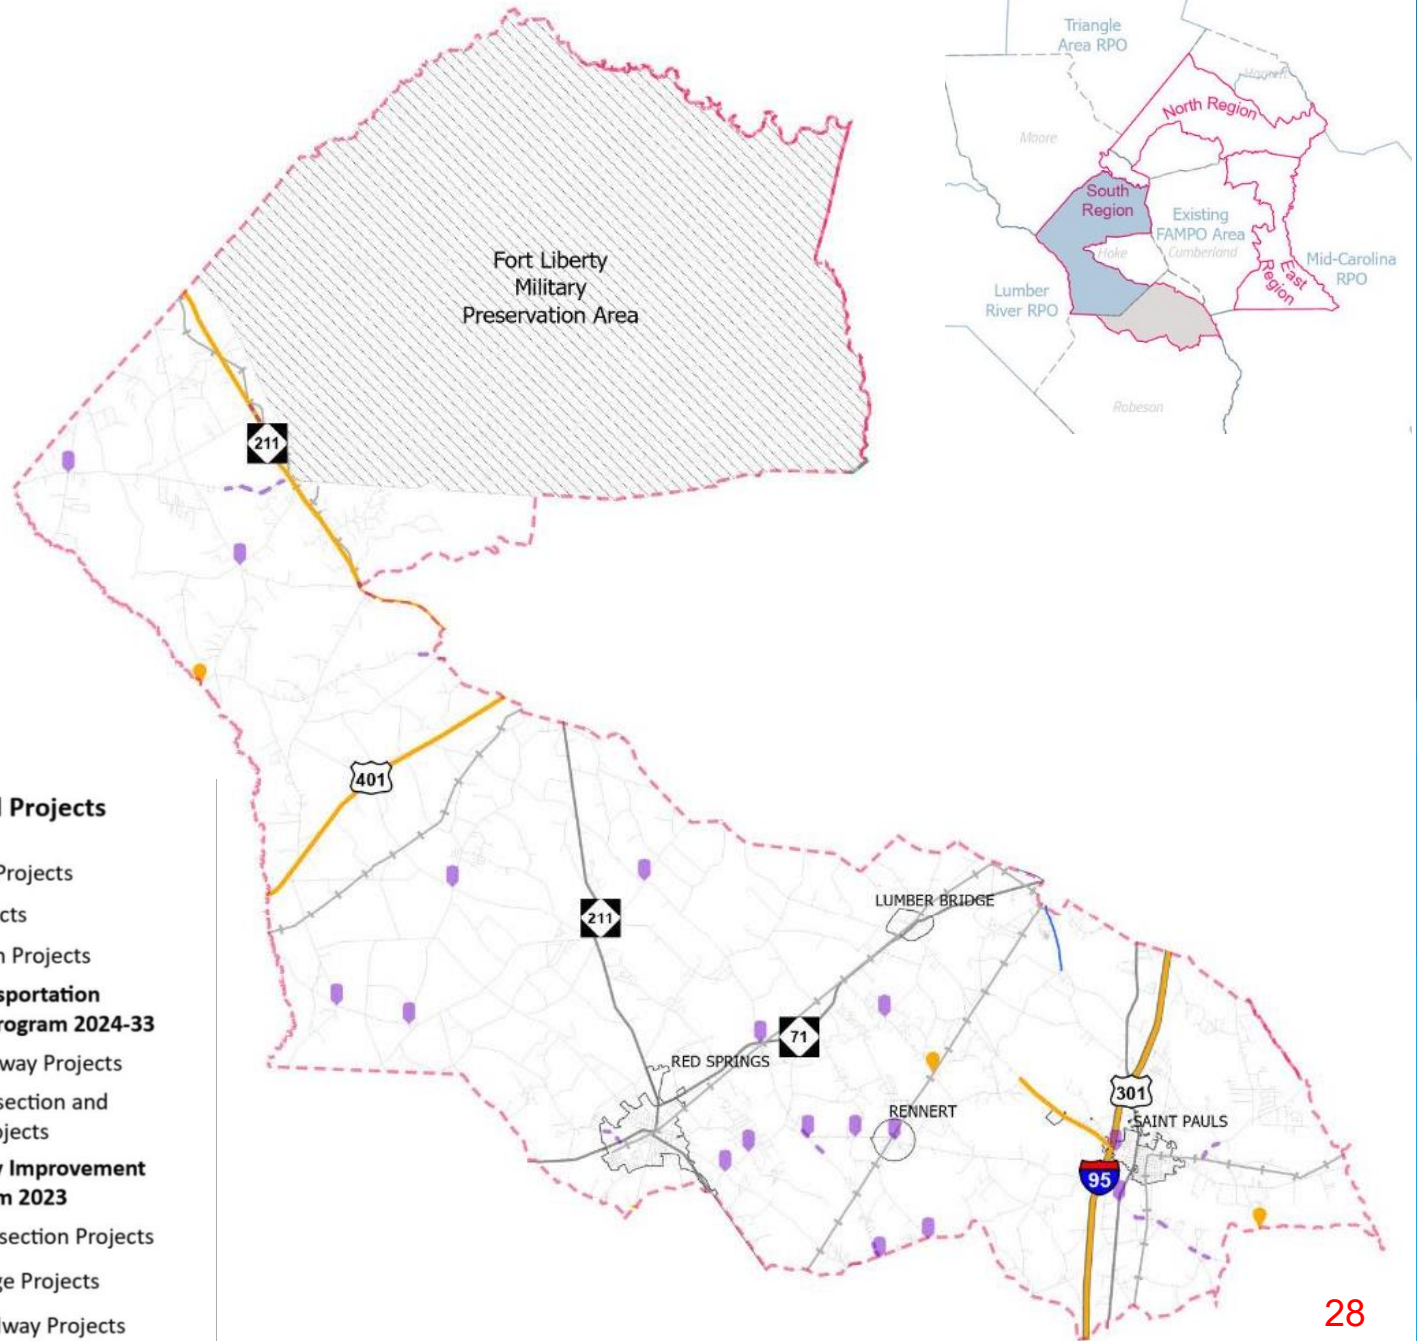 Triangle
Area RPO
Harnett
North Region
Moore
South
Region
Existing
FAMPO Area
Hoke
Cumberland
East
Region
Mid-Carolina
RPO
Lumber
River RPO
Robeson
Fort Liberty
Military
Preservation Area
211
401
211
LUMBER BRIDGE
71
RED SPRINGS
RENNERT
301
SAINT PAULS
95
Projects
Projects
cts
n Projects
sportation
rogram 2024-33
way Projects
section and
ojects
y Improvement
m 2023
section Projects
ge Projects
lway Projects
28